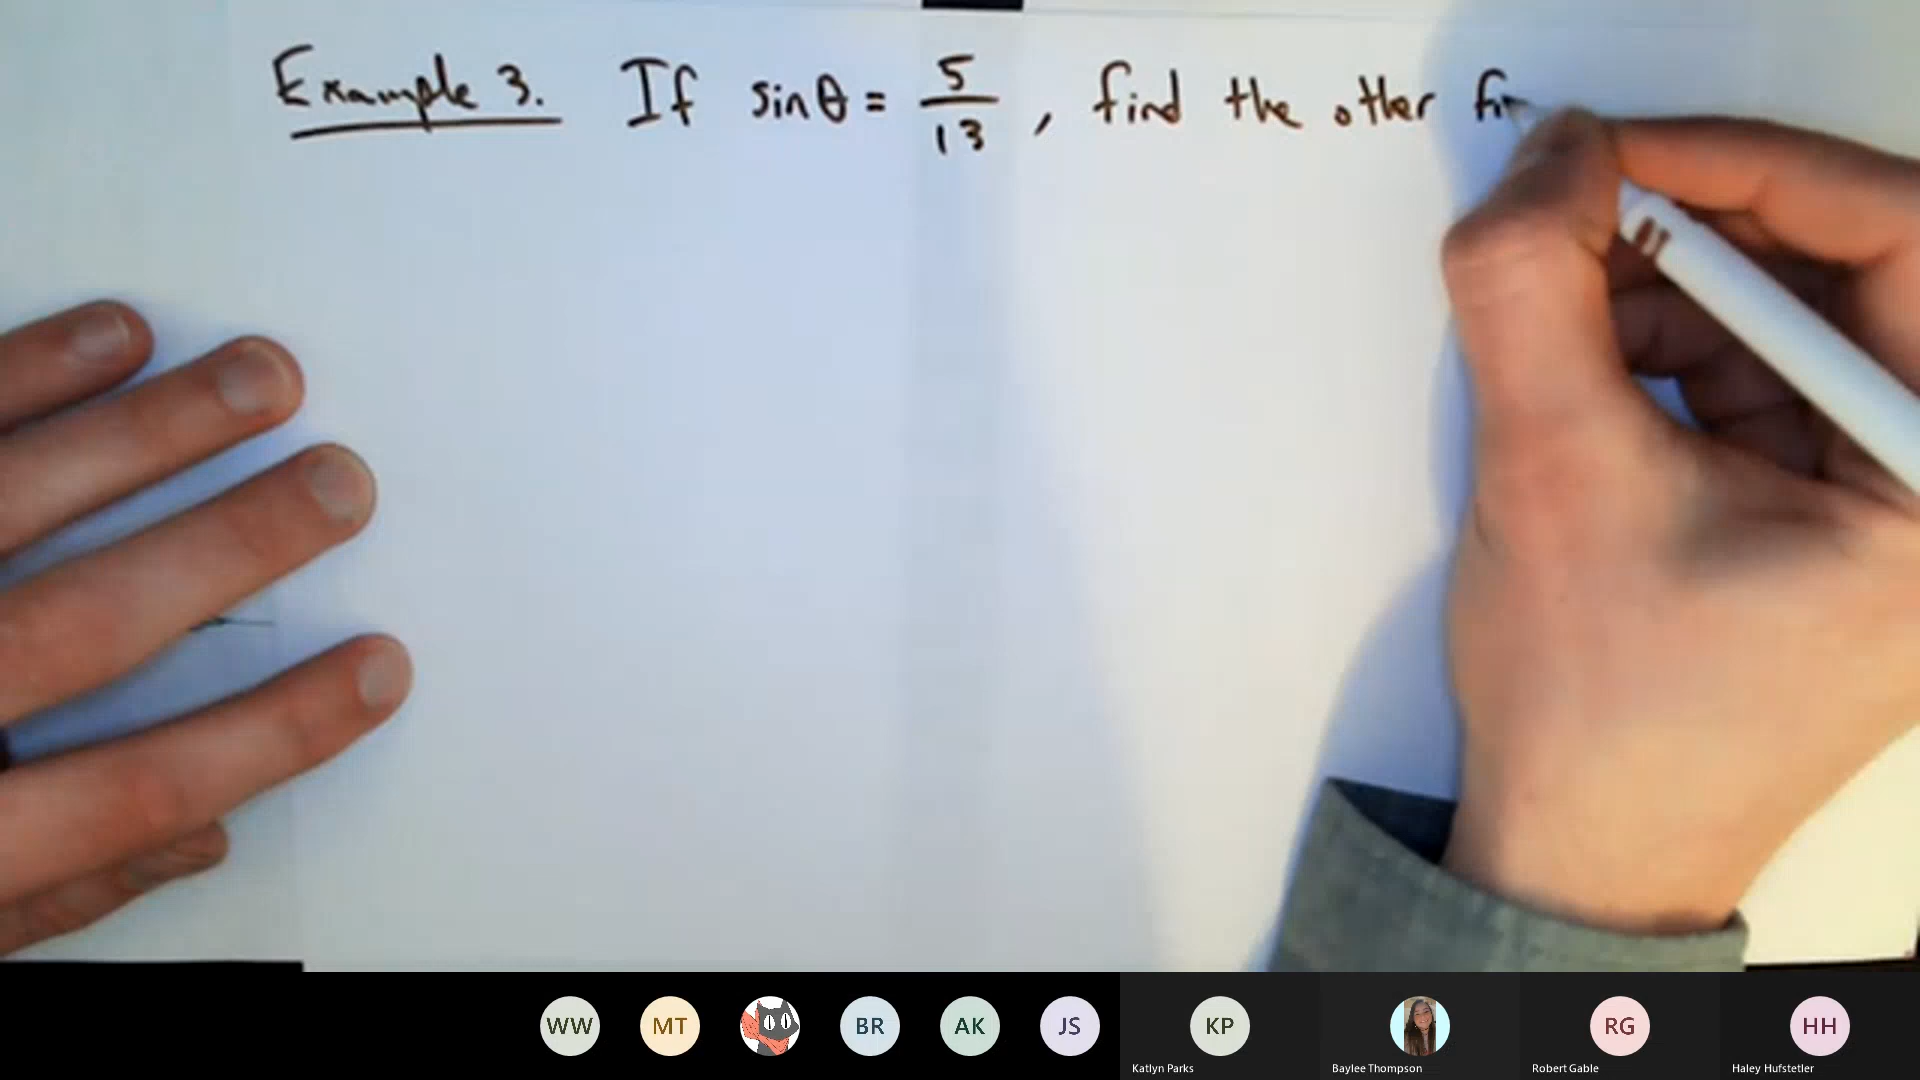 Example 3. If sin θ = 5/13, find the other
WW
MT
BR
AK
JS
KP
RG
HH
Katlyn Parks
Baylee Thompson
Robert Gable
Haley Hufstetler